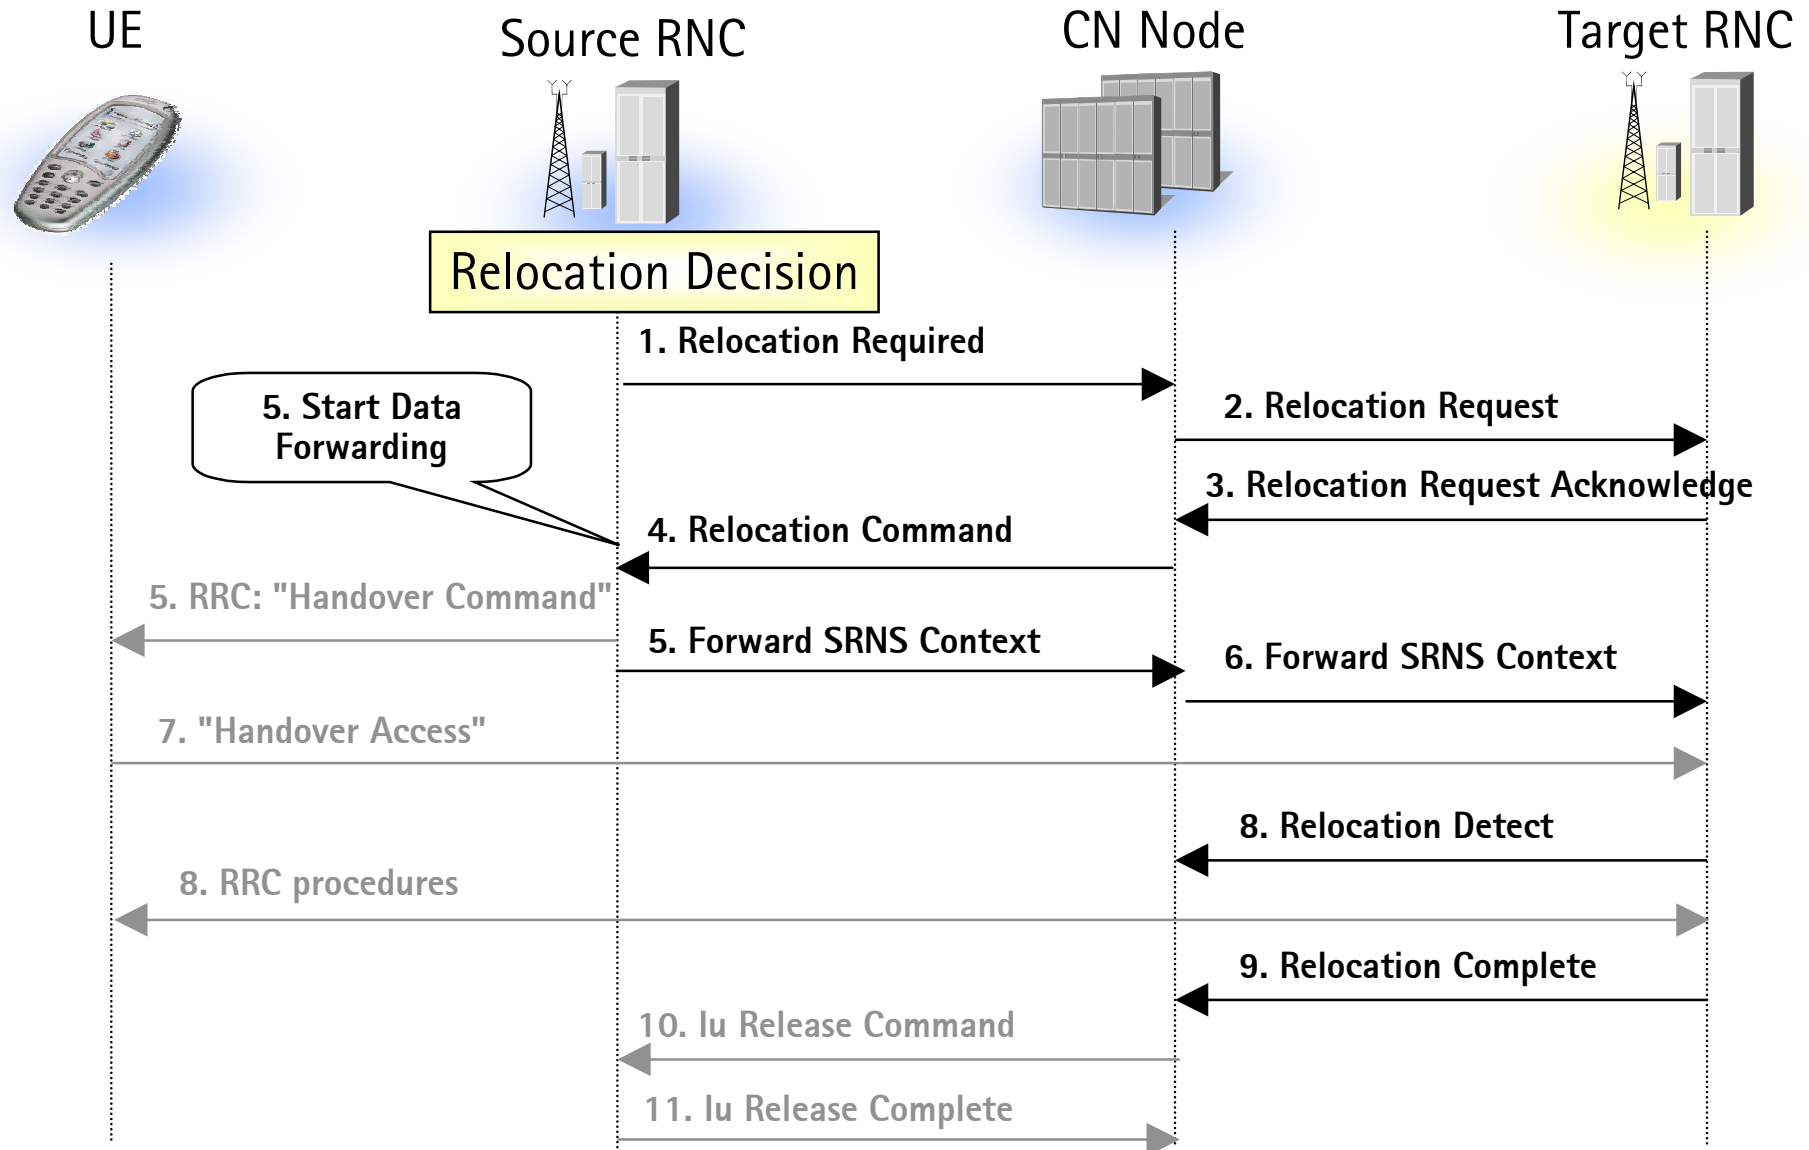 UE
Source RNC
CN Node
Target RNC
Relocation Decision
1. Relocation Required
5. Start Data
Forwarding
2. Relocation Request
3. Relocation Request Acknowledge
4. Relocation Command
5. RRC: "Handover Command"
5. Forward SRNS Context
6. Forward SRNS Context
7. "Handover Access"
8. Relocation Detect
8. RRC procedures
9. Relocation Complete
10. Iu Release Command
11. Iu Release Complete